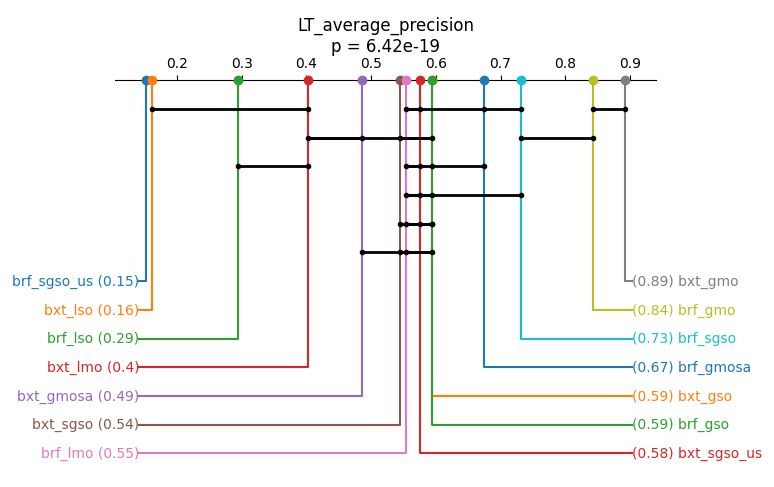 LT_average_precision
p = 6.42e-19
0.2 0.3 0.4 0.5 0.6 0.7 0.8 0.9
brf_sgso_us (0.15) (0.89) bxt_gmo
bxt_lso (0.16) (0.84) brf_gmo
brf_lso (0.29) (0.73) brf_sgso
bxt_lmo (0.4) (0.67) brf_gmosa
bxt_gmosa (0.49) (0.59) bxt_gso
bxt_sgso (0.54) (0.59) brf_gso
brf_lmo (0.55) (0.58) bxt_sgso_us